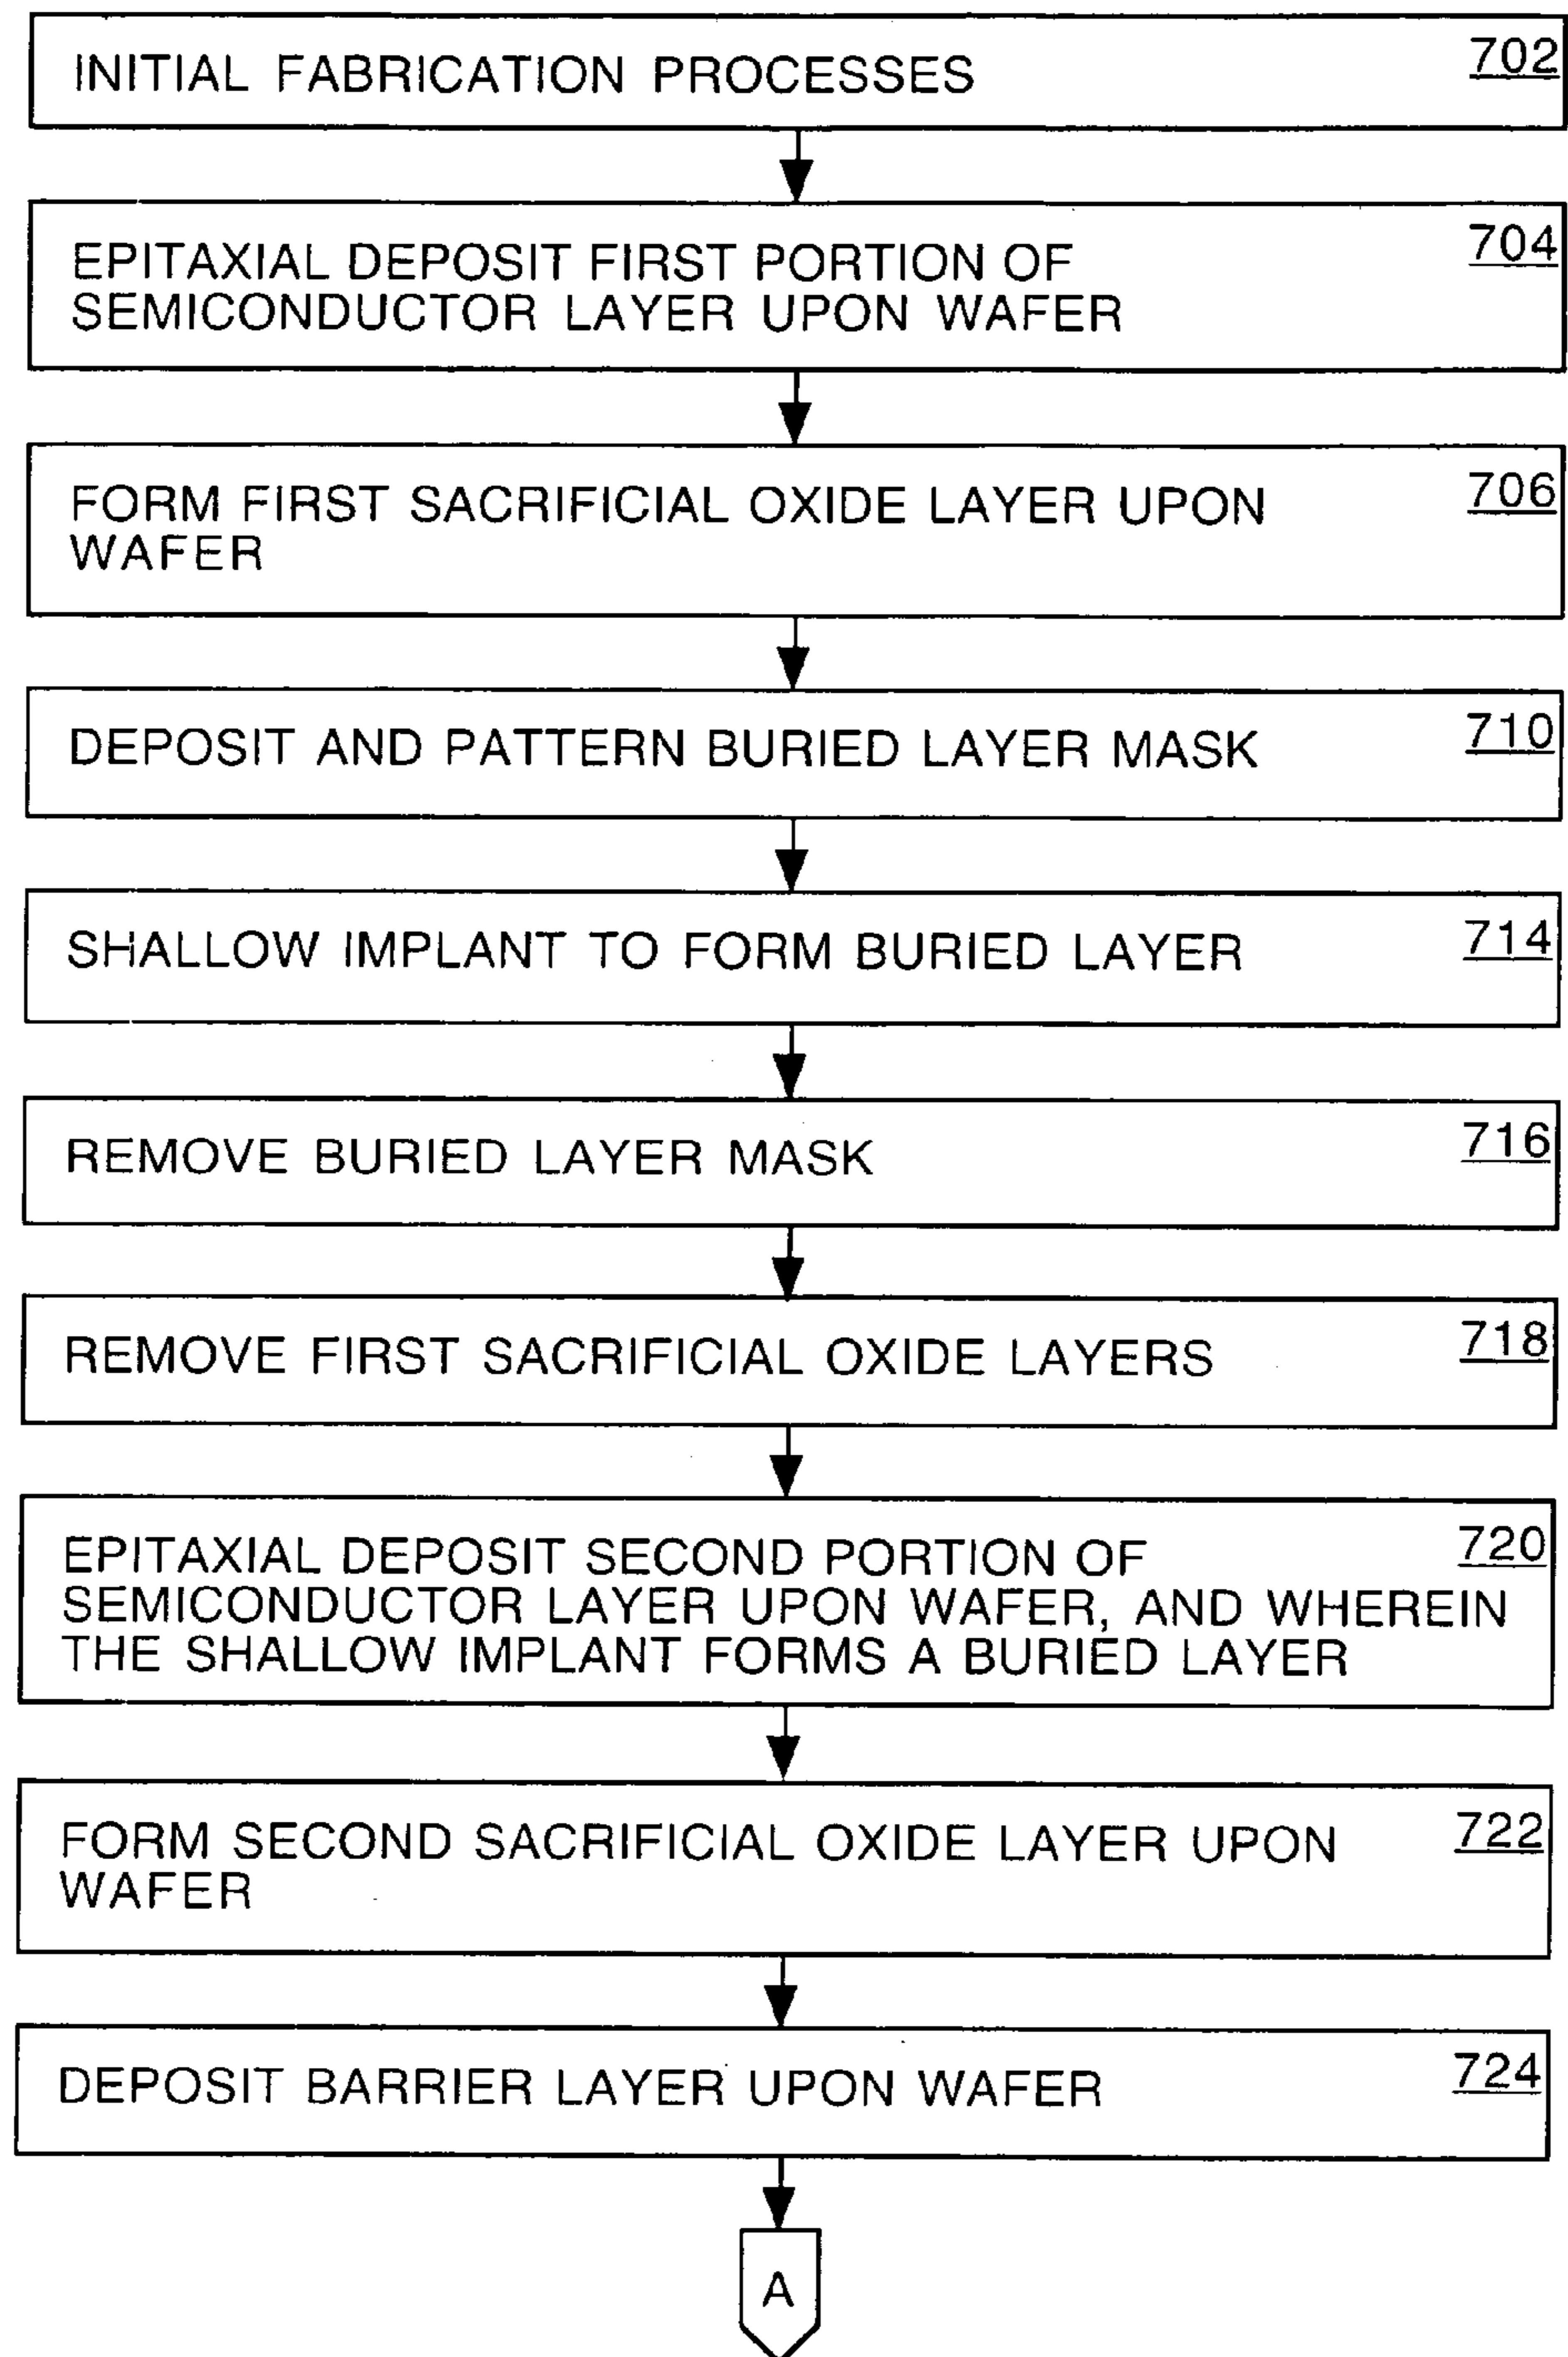 INITIAL FABRICATION PROCESSES 702
EPITAXIAL DEPOSIT FIRST PORTION OF 704
SEMICONDUCTOR LAYER UPON WAFER
FORM FIRST SACRIFICIAL OXIDE LAYER UPON 706
WAFER
DEPOSIT AND PATTERN BURIED LAYER MASK 710
SHALLOW IMPLANT TO FORM BURIED LAYER 714
REMOVE BURIED LAYER MASK 716
REMOVE FIRST SACRIFICIAL OXIDE LAYERS 718
EPITAXIAL DEPOSIT SECOND PORTION OF 720
SEMICONDUCTOR LAYER UPON WAFER, AND WHEREIN
THE SHALLOW IMPLANT FORMS A BURIED LAYER
FORM SECOND SACRIFICIAL OXIDE LAYER UPON 722
WAFER
DEPOSIT BARRIER LAYER UPON WAFER 724
A